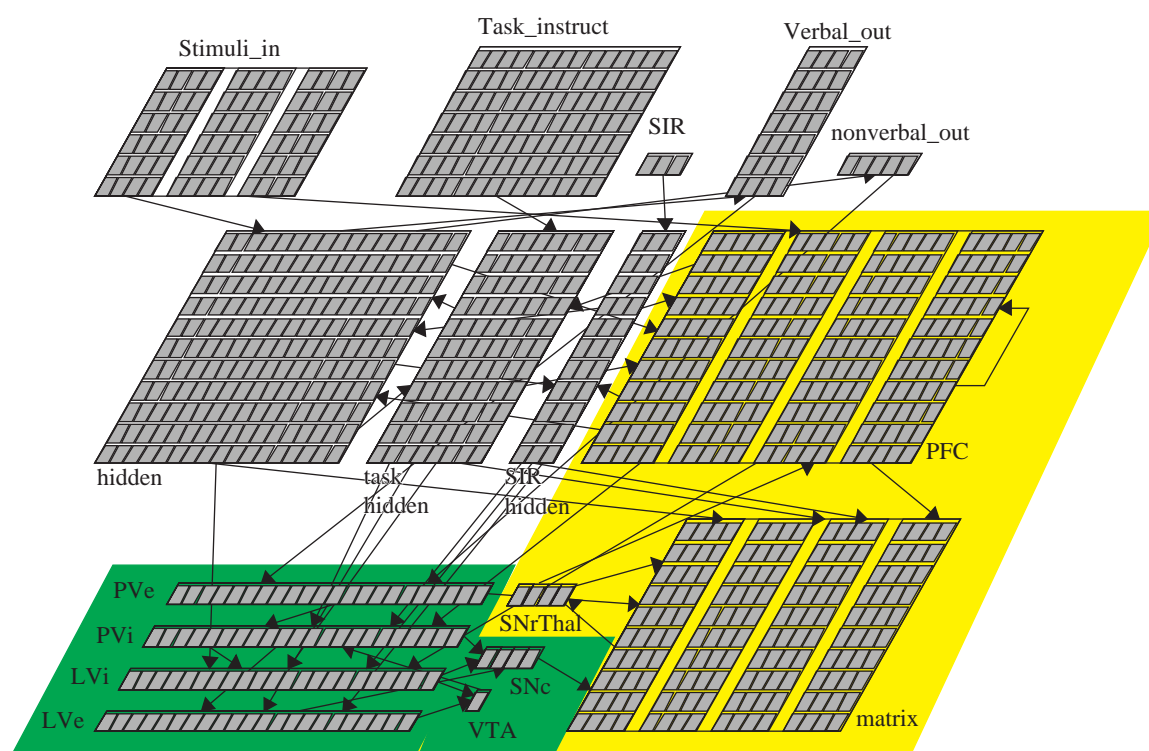 Task_instruct
Verbal_out
Stimuli_in
SIR
nonverbal_out
PFC
hidden
task
hidden
SIR
hidden
PVe
SNrThal
PVi
LVi
SNc
LVe
VTA
matrix